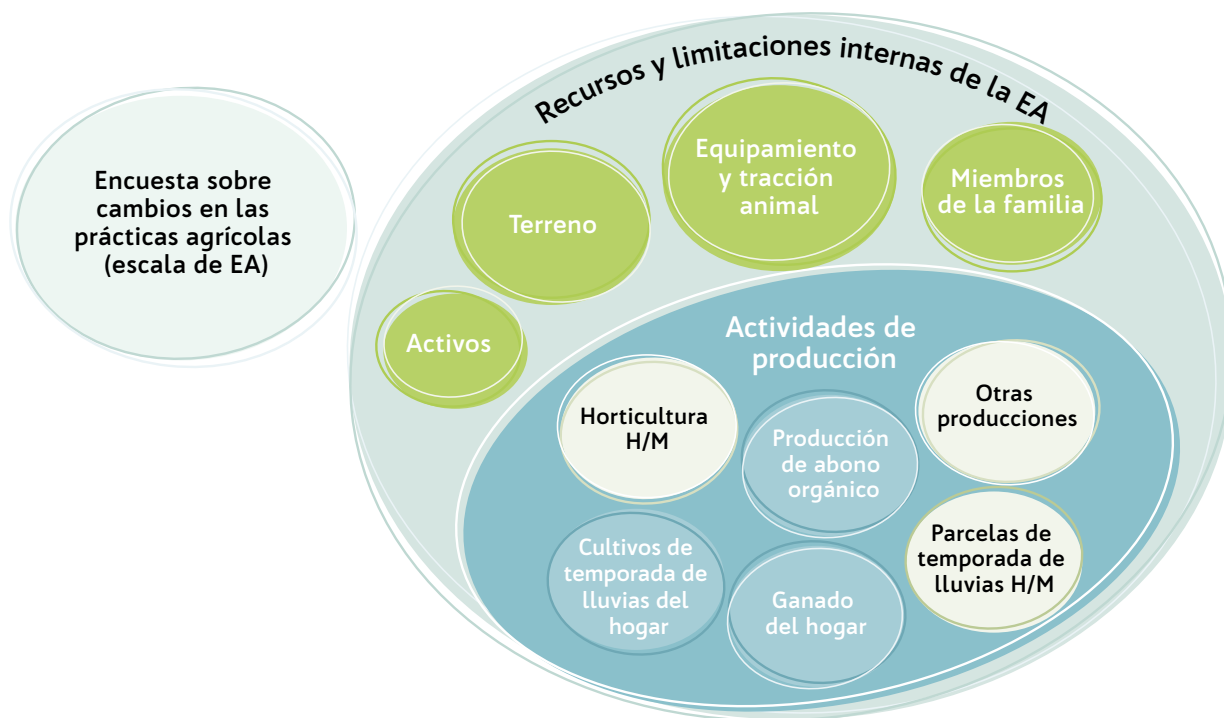 Encuesta sobre
cambios en las
prácticas agrícolas
(escala de EA)
Recursos y limitaciones internas de la EA
Activos
Terreno
Equipamiento
y tracción
animal
Miembros
de la familia
Actividades de
producción
Horticultura
H/M
Producción
de abono
orgánico
Otras
producciones
Cultivos de
temporada de
lluvias del
hogar
Ganado
del hogar
Parcelas de
temporada de
lluvias H/M